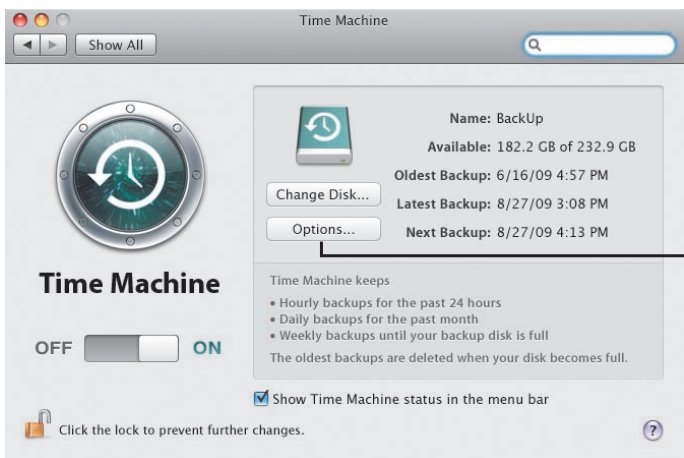 Time Machine
Show All
Name: BackUp
Available: 182.2 GB of 232.9 GB
Oldest Backup: 6/16/09 4:57 PM
Change Disk...
Latest Backup: 8/27/09 3:08 PM
Options...
Next Backup: 8/27/09 4:13 PM
Time Machine
Time Machine keeps
• Hourly backups for the past 24 hours
• Daily backups for the past month
• Weekly backups until your backup disk is full
The oldest backups are deleted when your disk becomes full.
OFF ON
Show Time Machine status in the menu bar
Click the lock to prevent further changes.
?